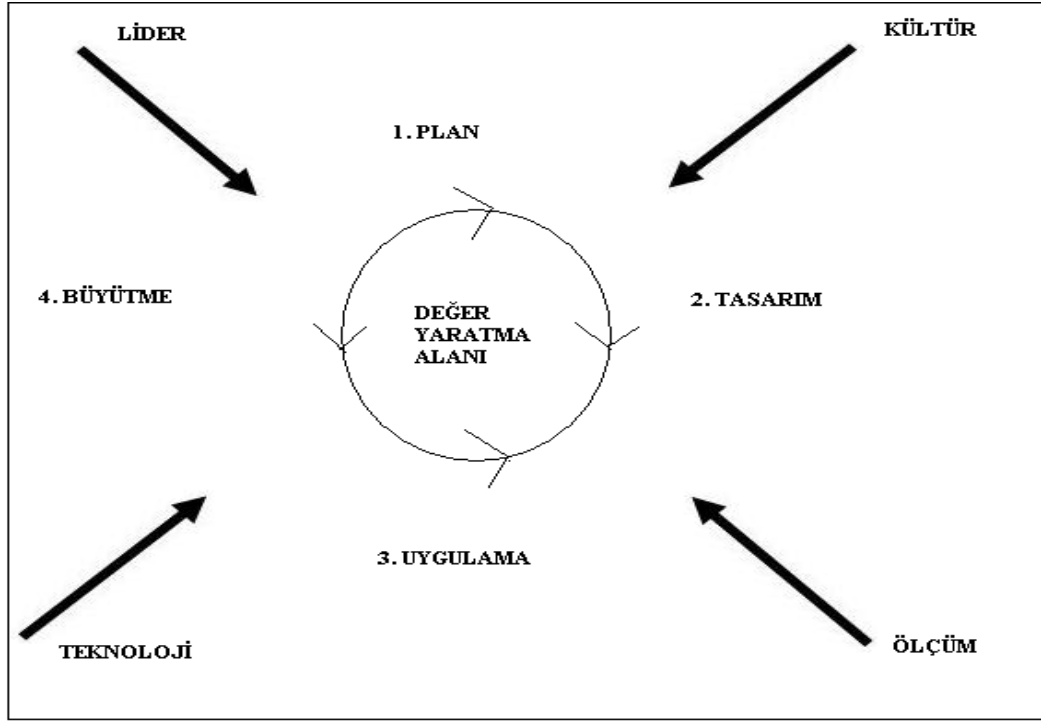 LİDER
KÜLTÜR
1. PLAN
4. BÜYÜTME
DEĞER
YARATMA
ALANI
2. TASARIM
3. UYGULAMA
TEKNOLOJİ
ÖLÇÜM